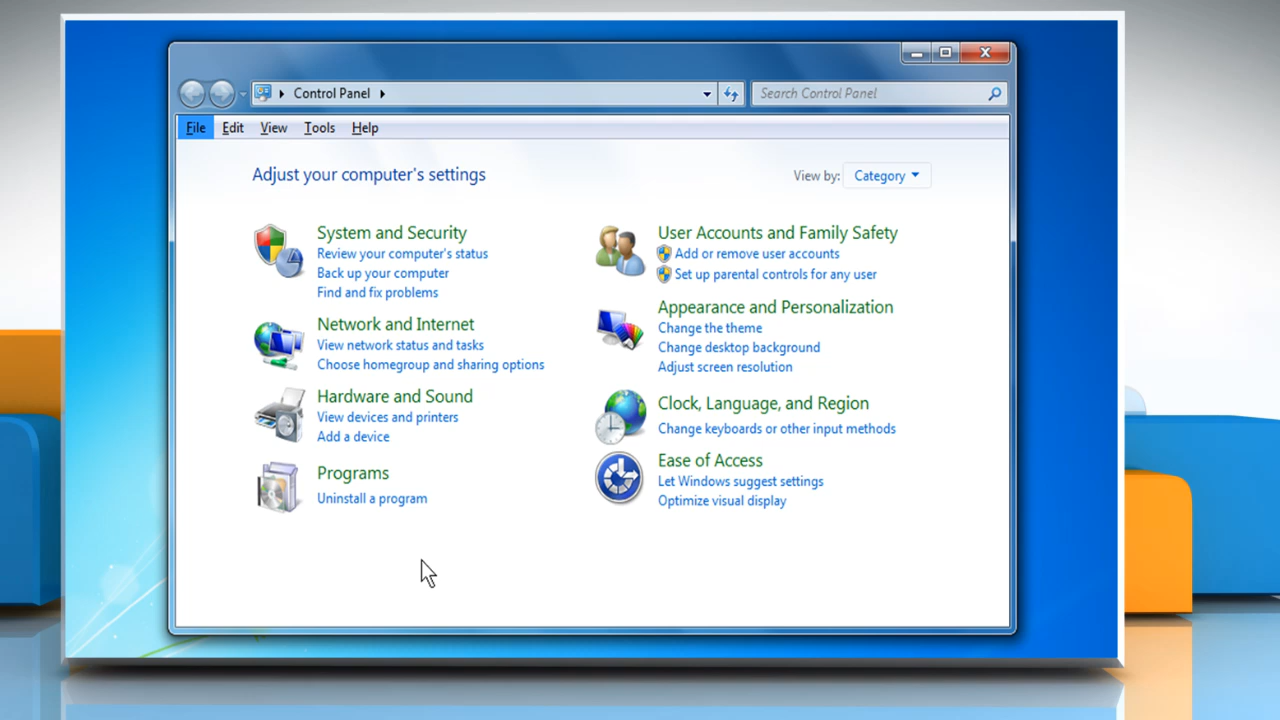 Control Panel
Search Control Panel
File Edit View Tools Help
Adjust your computer's settings
View by: Category
System and Security
Review your computer's status
Back up your computer
Find and fix problems
Network and Internet
View network status and tasks
Choose homegroup and sharing options
Hardware and Sound
View devices and printers
Add a device
Programs
Uninstall a program
User Accounts and Family Safety
Add or remove user accounts
Set up parental controls for any user
Appearance and Personalization
Change the theme
Change desktop background
Adjust screen resolution
Clock, Language, and Region
Change keyboards or other input methods
Ease of Access
Let Windows suggest settings
Optimize visual display